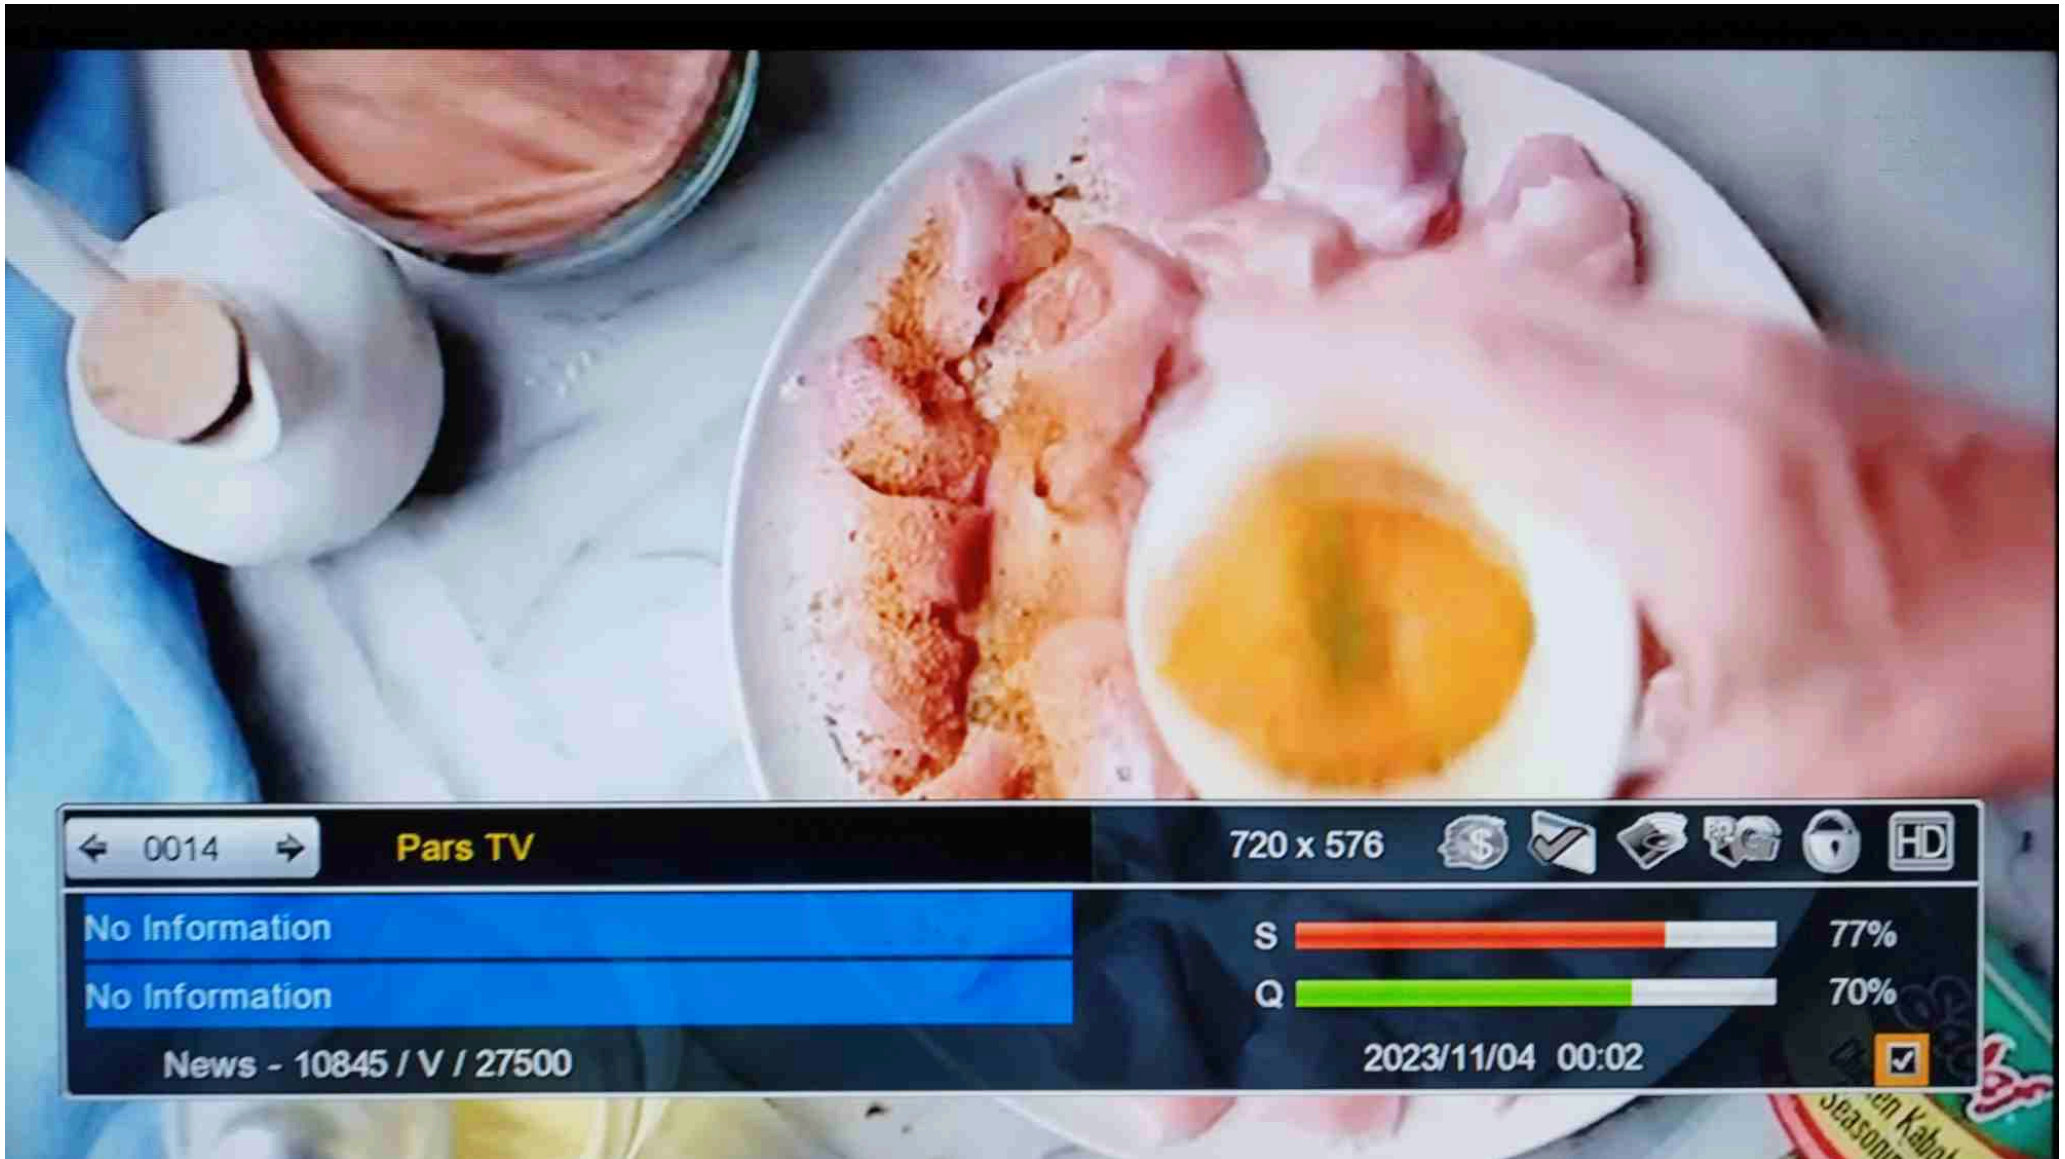 0014
Pars TV
720 x 576
HD
No Information
S
77%
No Information
Q
70%
News - 10845 / V / 27500
2023/11/04 00:02